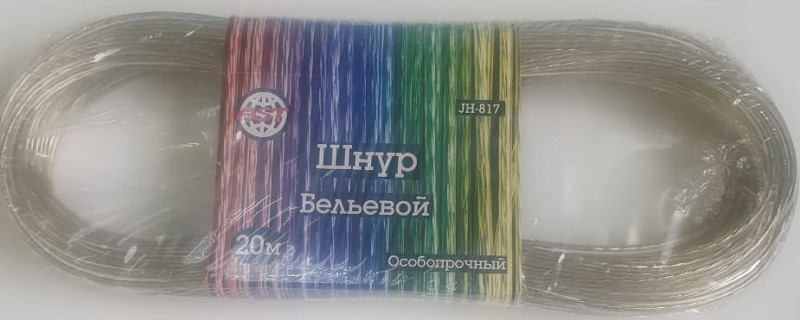 JH-817
Шнур
Бельевой
20м
Особопрочный